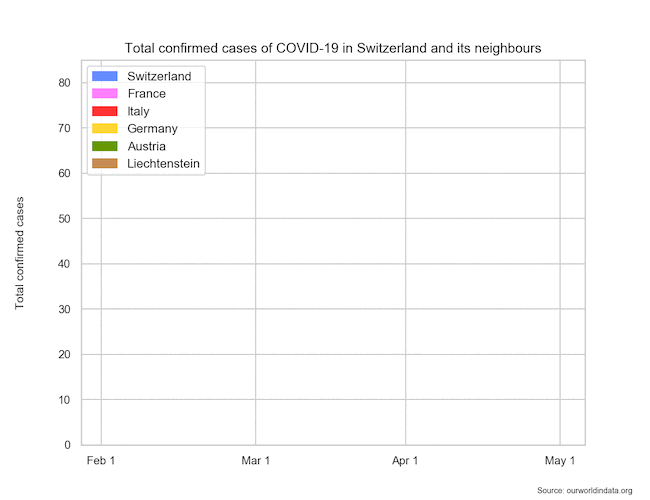 Total confirmed cases of COVID-19 in Switzerland and its neighbours
Switzerland
France
Italy
Germany
Austria
Liechtenstein
Total confirmed cases
80
70
60
50
40
30
20
10
0
Feb 1 Mar 1 Apr 1 May 1
Source: ourworldindata.org